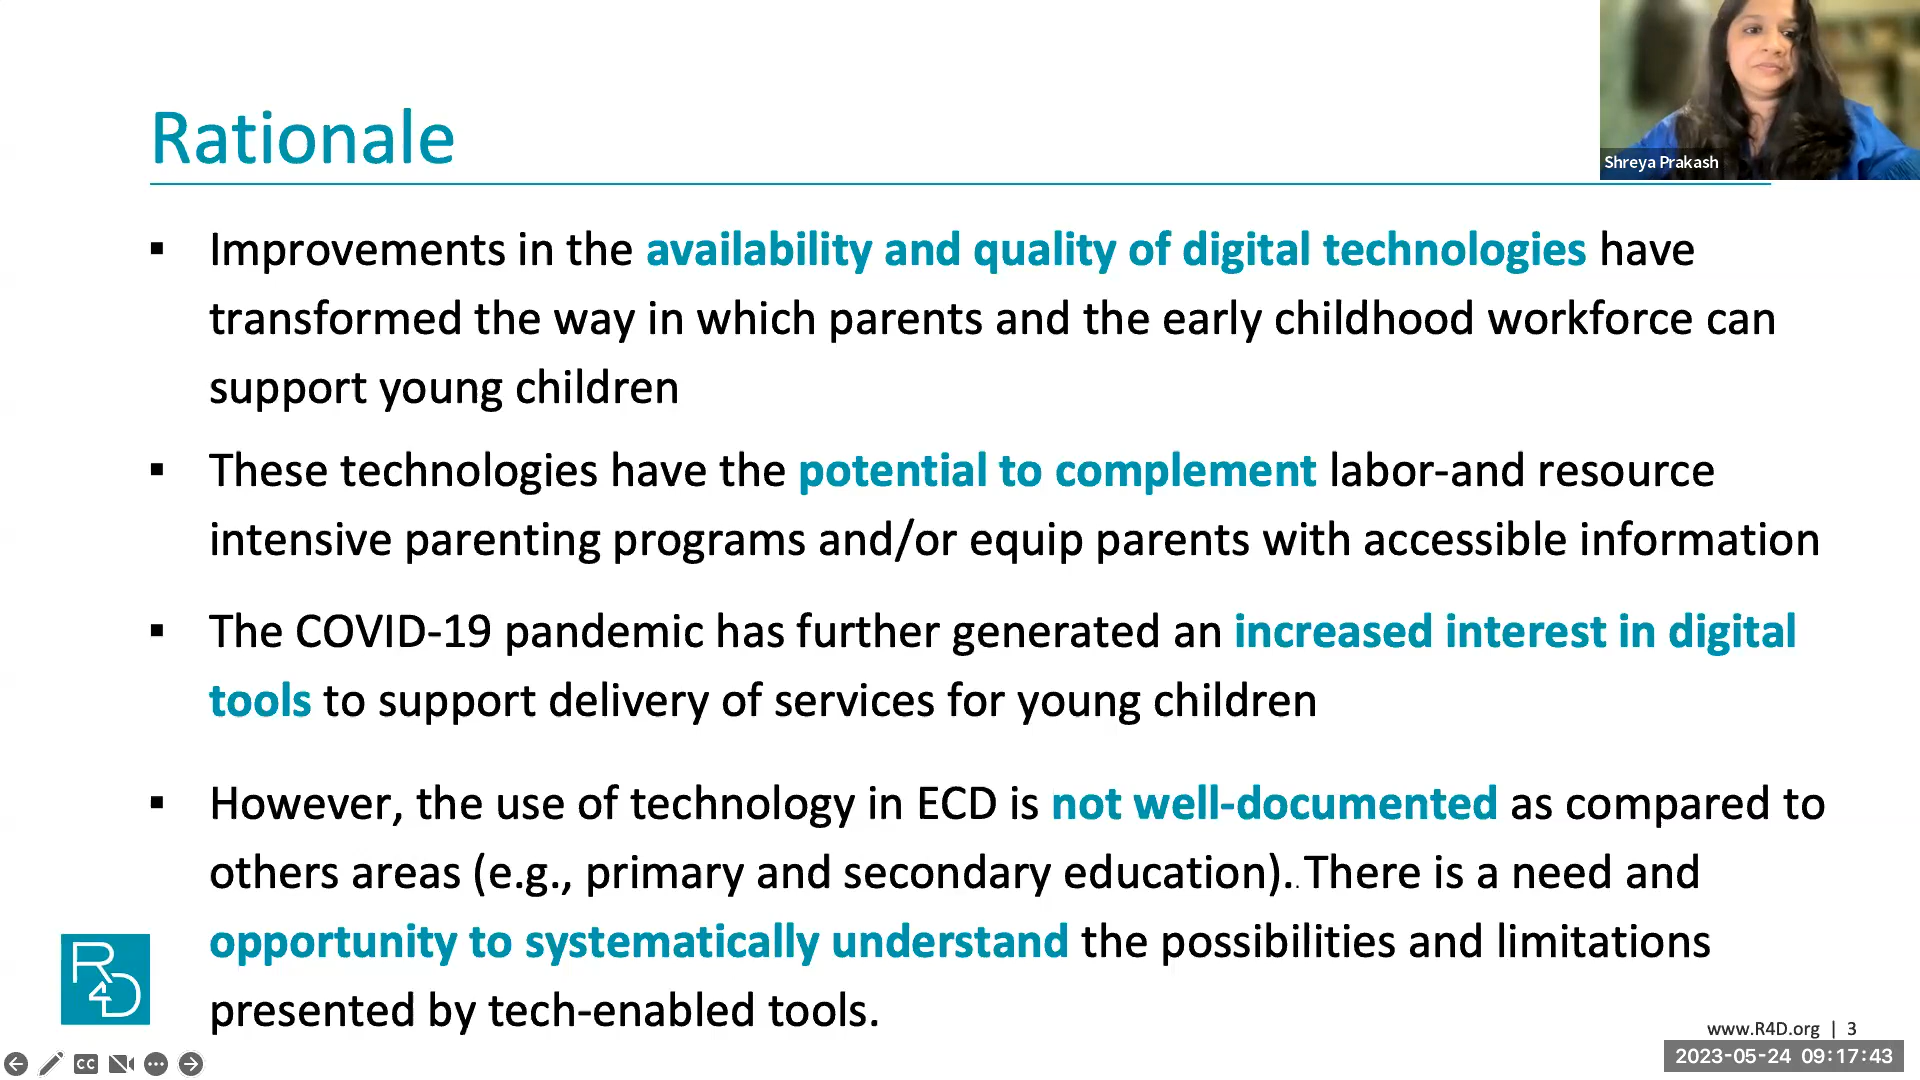 Rationale
Shreya Prakash
▪ Improvements in the availability and quality of digital technologies have
transformed the way in which parents and the early childhood workforce can
support young children
▪ These technologies have the potential to complement labor-and resource
intensive parenting programs and/or equip parents with accessible information
▪ The COVID-19 pandemic has further generated an increased interest in digital
tools to support delivery of services for young children
▪ However, the use of technology in ECD is not well-documented as compared to
others areas (e.g., primary and secondary education). There is a need and
opportunity to systematically understand the possibilities and limitations
presented by tech-enabled tools.
R4D
www.R4D.org | 3
CC
2023-05-24 09:17:43